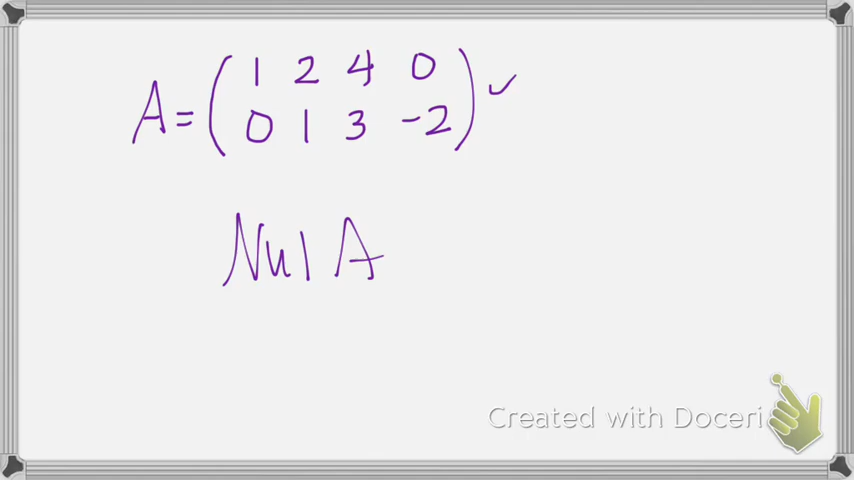 A = ( 1 2 4 0
0 1 3 -2 ) ✓
Nul A
Created with Doceri